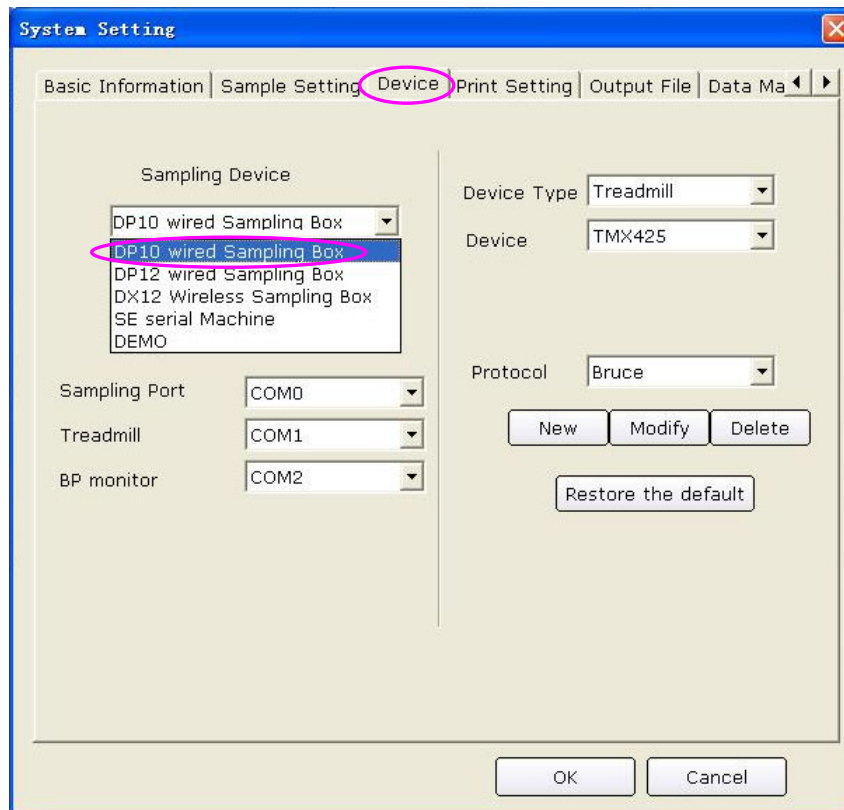 System Setting
Basic Information Sample Setting Device Print Setting Output File Data Ma
Sampling Device
DP10 wired Sampling Box
DP10 wired Sampling Box
DP12 wired Sampling Box
DX12 Wireless Sampling Box
SE serial Machine
DEMO
Sampling Port COM0
Treadmill COM1
BP monitor COM2
Device Type Treadmill
Device TMX425
Protocol Bruce
New Modify Delete
Restore the default
OK Cancel